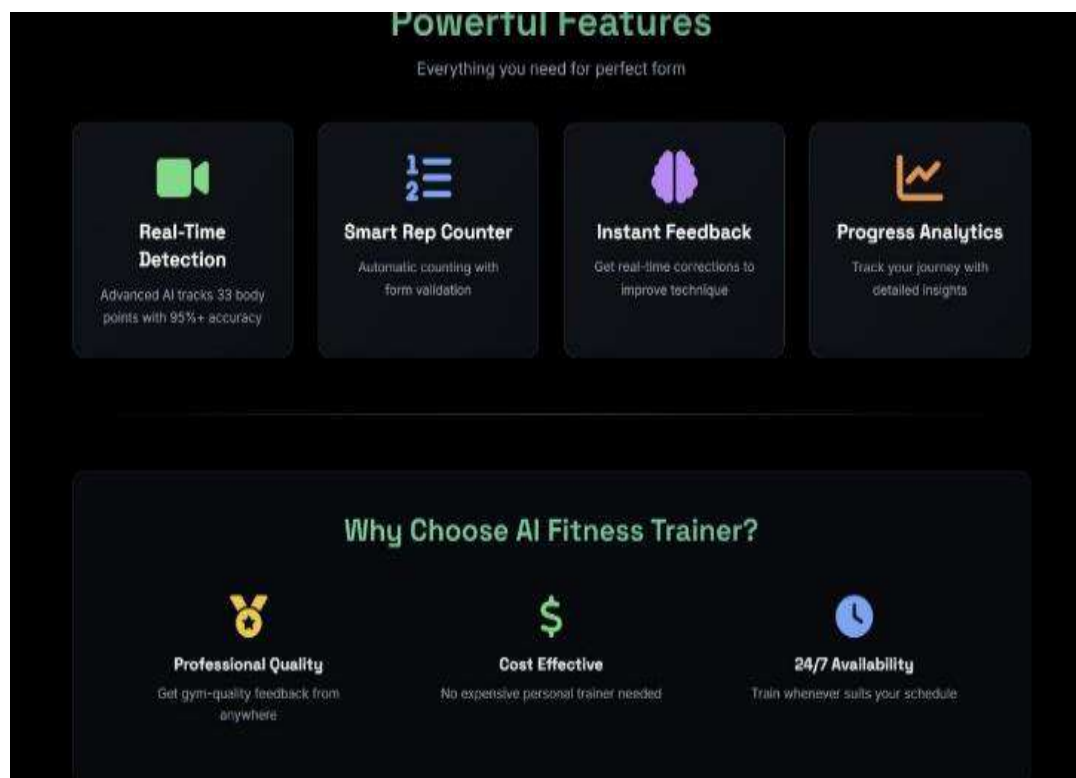 Powerful Features
Everything you need for perfect form
Real-Time
Detection
Advanced AI tracks 33 body
points with 95%+ accuracy
1
2
Smart Rep Counter
Automatic counting with
form validation
Instant Feedback
Get real-time corrections to
improve technique
Progress Analytics
Track your journey with
detailed insights
Why Choose AI Fitness Trainer?
Professional Quality
Get gym-quality feedback from
anywhere
$
Cost Effective
No expensive personal trainer needed
24/7 Availability
Train whenever suits your schedule